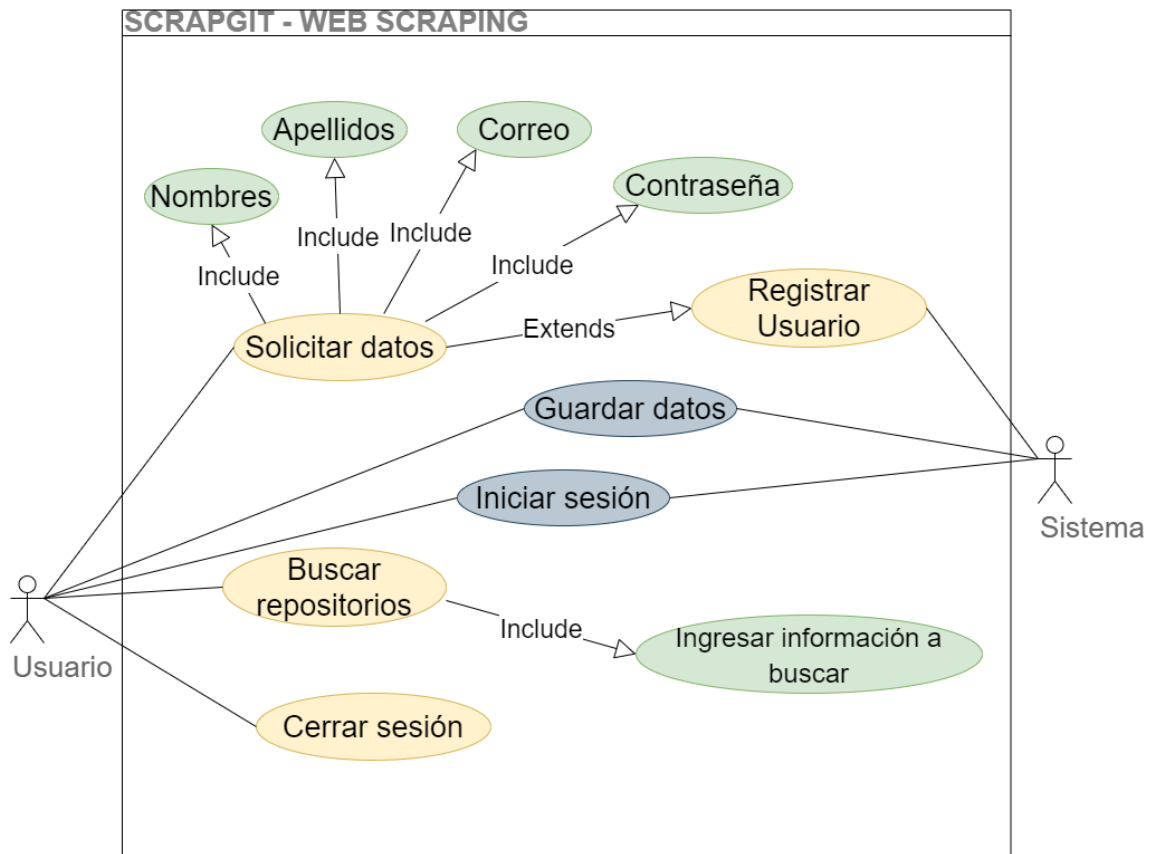 SCRAPGIT - WEB SCRAPING
Apellidos
Correo
Nombres
Contraseña
Include
Include
Include
Include
Registrar
Usuario
Extends
Solicitar datos
Guardar datos
Iniciar sesión
Sistema
Buscar
repositorios
Include
Ingresar información a
buscar
Usuario
Cerrar sesión